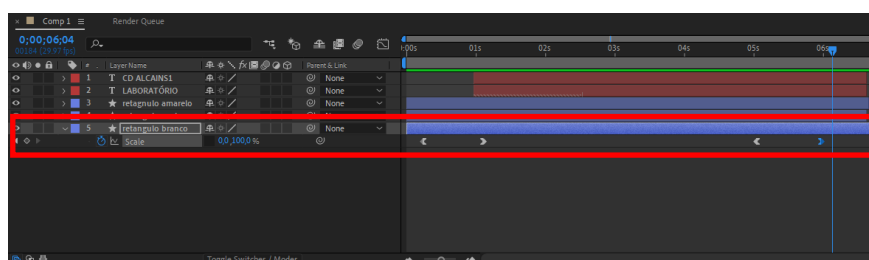 × Comp 1 ≡ Render Queue
0;00;06;04
00184 (29.97 fps)
:00s 01s 02s 03s 04s 05s 06s
# Layer Name fx Parent & Link
1 T CD ALCAINS1 None
2 T LABORATÓRIO None
3 ★ retagnulo amarelo None
5 ★ retangulo branco None
Scale 0,0,100,0 %
Toggle Switches / Modes